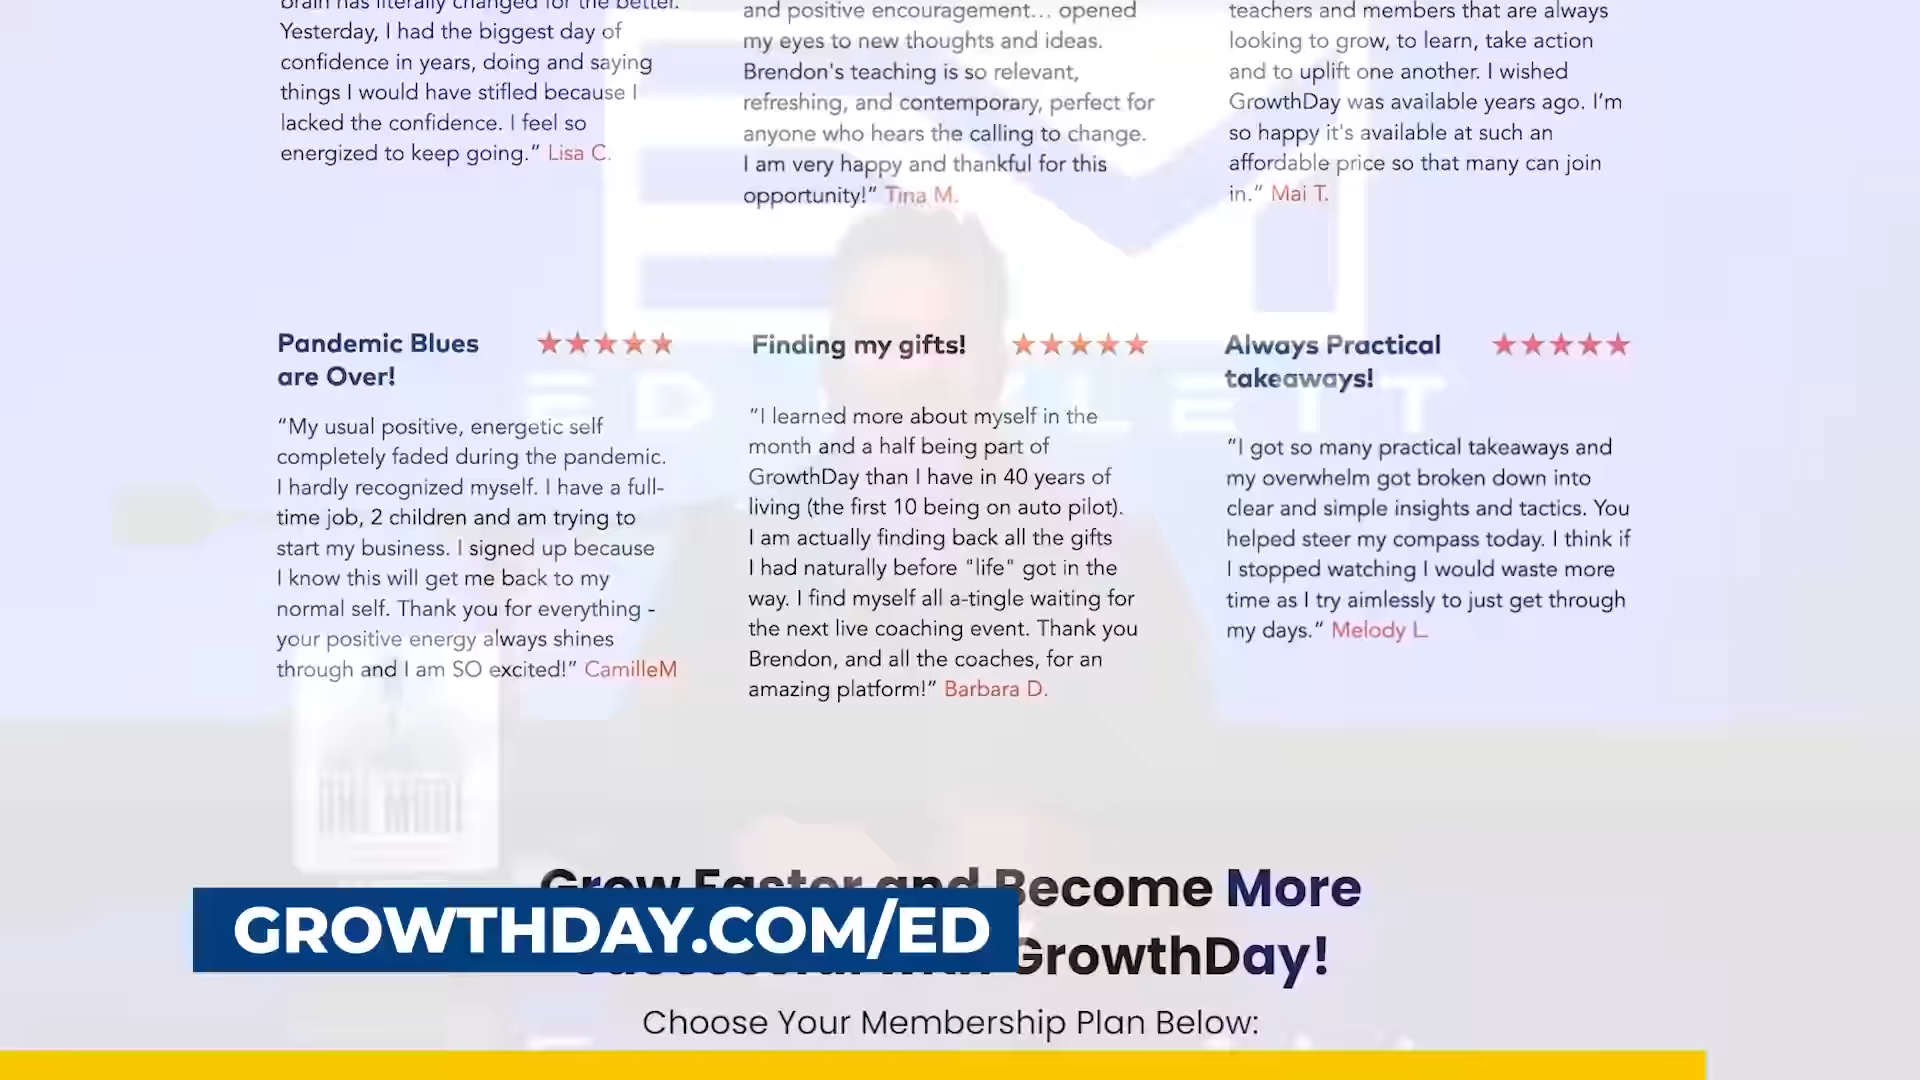 brain has literally changed for the better.
Yesterday, I had the biggest day of
confidence in years, doing and saying
things I would have stifled because I
lacked the confidence. I feel so
energized to keep going.” Lisa C.
and positive encouragement... opened
my eyes to new thoughts and ideas.
Brendon's teaching is so relevant,
refreshing, and contemporary, perfect for
anyone who hears the calling to change.
I am very happy and thankful for this
opportunity!” Tina M.
teachers and members that are always
looking to grow, to learn, take action
and to uplift one another. I wished
GrowthDay was available years ago. I’m
so happy it's available at such an
affordable price so that many can join
in.” Mai T.
Pandemic Blues
are Over!
“My usual positive, energetic self
completely faded during the pandemic.
I hardly recognized myself. I have a full-
time job, 2 children and am trying to
start my business. I signed up because
I know this will get me back to my
normal self. Thank you for everything -
your positive energy always shines
through and I am SO excited!” CamilleM
Finding my gifts!
“I learned more about myself in the
month and a half being part of
GrowthDay than I have in 40 years of
living (the first 10 being on auto pilot).
I am actually finding back all the gifts
I had naturally before "life" got in the
way. I find myself all a-tingle waiting for
the next live coaching event. Thank you
Brendon, and all the coaches, for an
amazing platform!” Barbara D.
Always Practical
takeaways!
“I got so many practical takeaways and
my overwhelm got broken down into
clear and simple insights and tactics. You
helped steer my compass today. I think if
I stopped watching I would waste more
time as I try aimlessly to just get through
my days.” Melody L.
Grow Faster and Become More
GROWTHDAY.COM/ED
Successful with GrowthDay!
Choose Your Membership Plan Below: